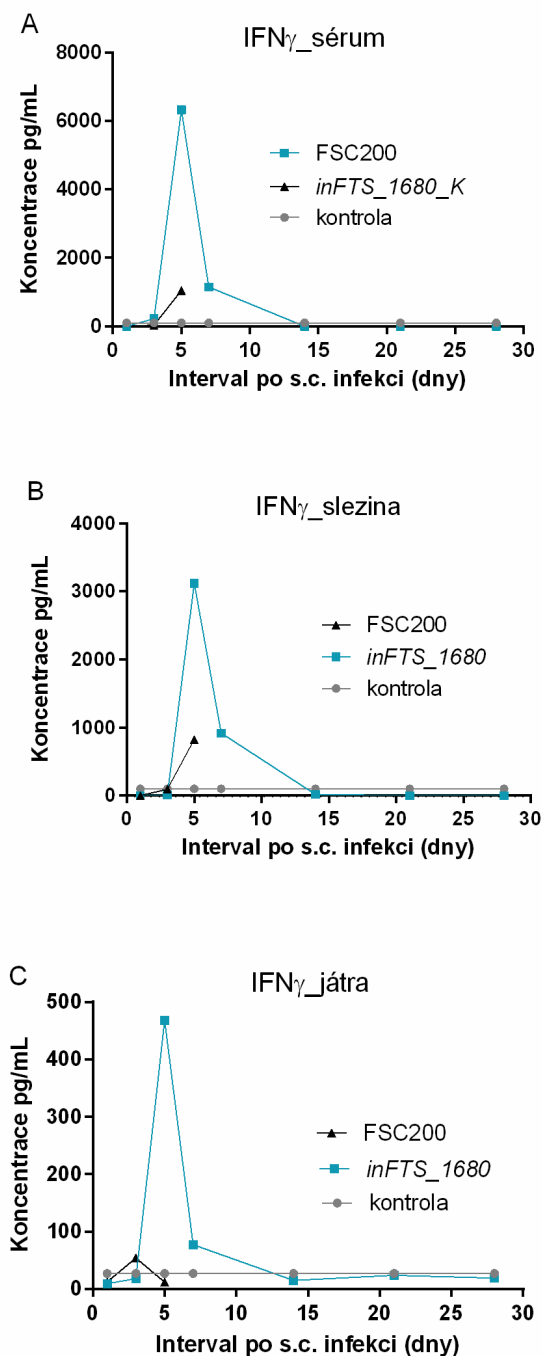 A
IFNγ_sérum
8000
6000
4000
2000
0
Koncentrace pg/mL
FSC200
inFTS_1680_K
kontrola
0 5 10 15 20 25 30
Interval po s.c. infekci (dny)
B
IFNγ_slezina
4000
3000
2000
1000
0
Koncentrace pg/mL
FSC200
inFTS_1680
kontrola
0 5 10 15 20 25 30
Interval po s.c. infekci (dny)
C
IFNγ_játra
500
400
300
200
100
0
Koncentrace pg/mL
FSC200
inFTS_1680
kontrola
0 5 10 15 20 25 30
Interval po s.c. infekci (dny)